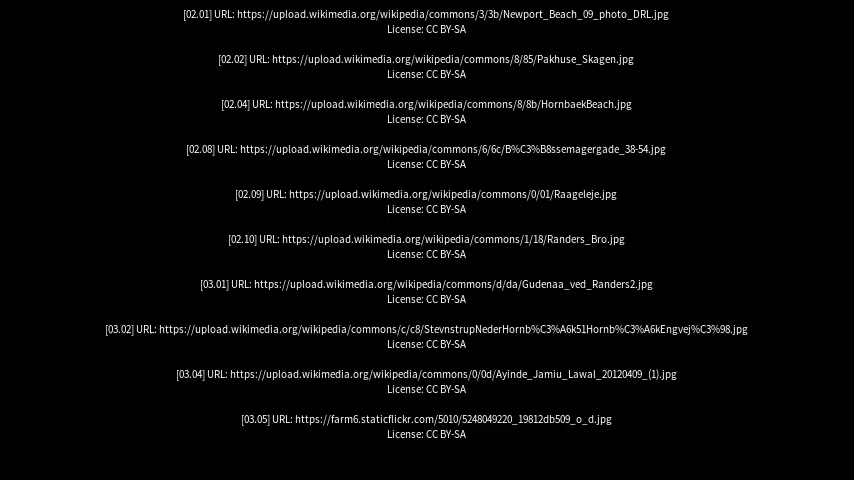 [02.01] URL: https://upload.wikimedia.org/wikipedia/commons/3/3b/Newport_Beach_09_photo_DRL.jpg
License: CC BY-SA
[02.02] URL: https://upload.wikimedia.org/wikipedia/commons/8/85/Pakhuse_Skagen.jpg
License: CC BY-SA
[02.04] URL: https://upload.wikimedia.org/wikipedia/commons/8/8b/HornbaekBeach.jpg
License: CC BY-SA
[02.08] URL: https://upload.wikimedia.org/wikipedia/commons/6/6c/B%C3%B8ssemagergade_38-54.jpg
License: CC BY-SA
[02.09] URL: https://upload.wikimedia.org/wikipedia/commons/0/01/Raageleje.jpg
License: CC BY-SA
[02.10] URL: https://upload.wikimedia.org/wikipedia/commons/1/18/Randers_Bro.jpg
License: CC BY-SA
[03.01] URL: https://upload.wikimedia.org/wikipedia/commons/d/da/Gudenaa_ved_Randers2.jpg
License: CC BY-SA
[03.02] URL: https://upload.wikimedia.org/wikipedia/commons/c/c8/StevnstrupNederHornb%C3%A6k51Hornb%C3%A6kEngvej%C3%98.jpg
License: CC BY-SA
[03.04] URL: https://upload.wikimedia.org/wikipedia/commons/0/0d/Ayinde_Jamiu_Lawal_20120409_(1).jpg
License: CC BY-SA
[03.05] URL: https://farm6.staticflickr.com/5010/5248049220_19812db509_o_d.jpg
License: CC BY-SA